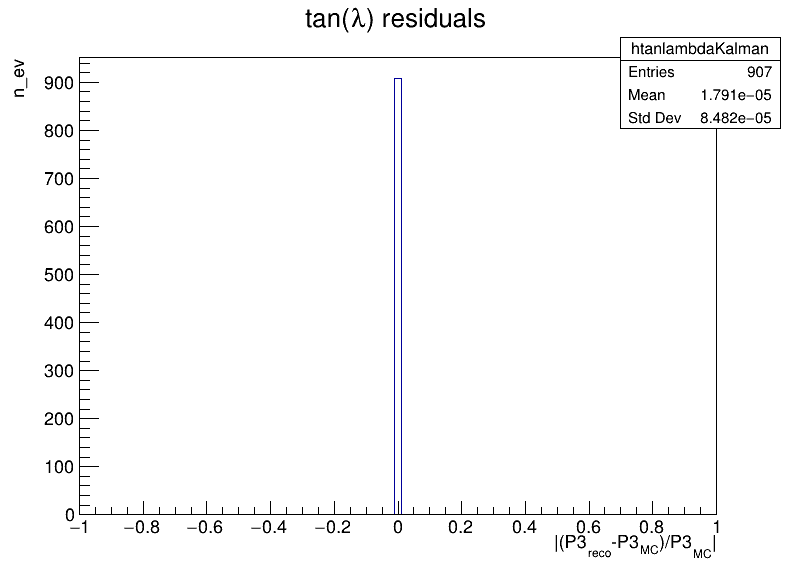 tan(λ) residuals
htanlambdaKalman
Entries 907
Mean 1.791e−05
Std Dev 8.482e−05
n_ev
900
800
700
600
500
400
300
200
100
0
−1 −0.8 −0.6 −0.4 −0.2 0 0.2 0.4 0.6 0.8 1
|(P3reco-P3MC)/P3MC|